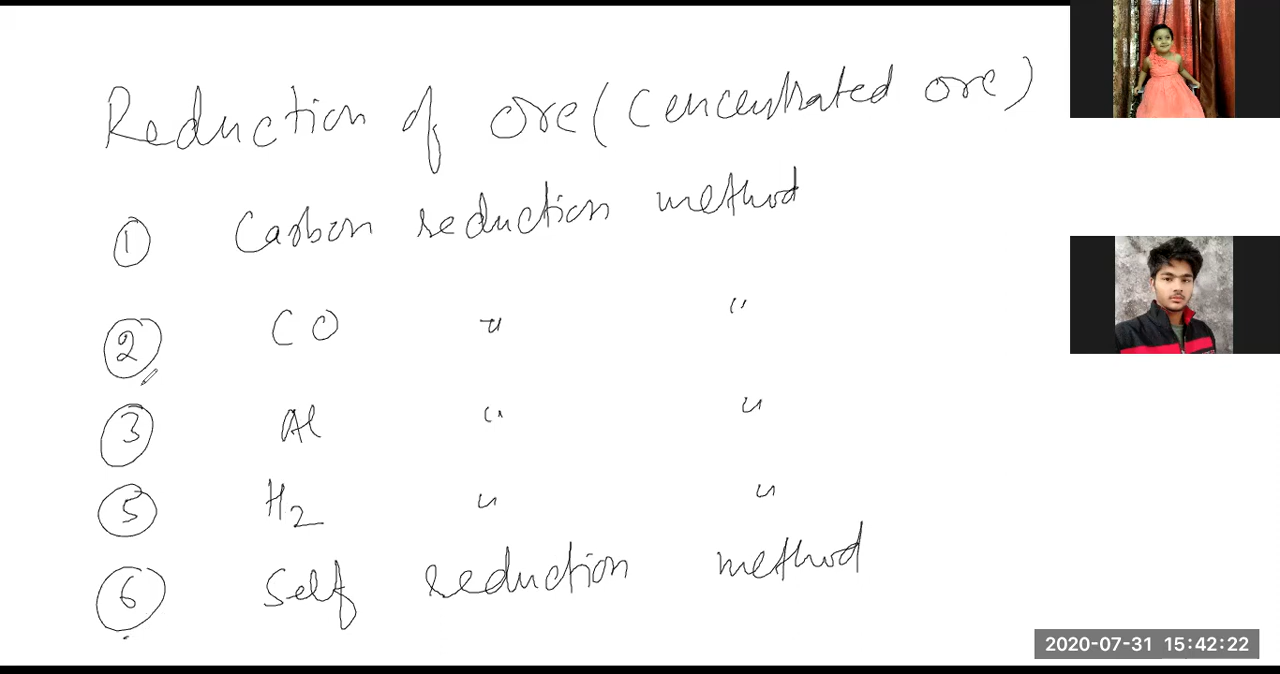 Reduction of ore (Concentrated ore)
① Carbon reduction method
② CO " "
③ Al " "
⑤ H2 " "
⑥ Self reduction method
2020-07-31 15:42:22